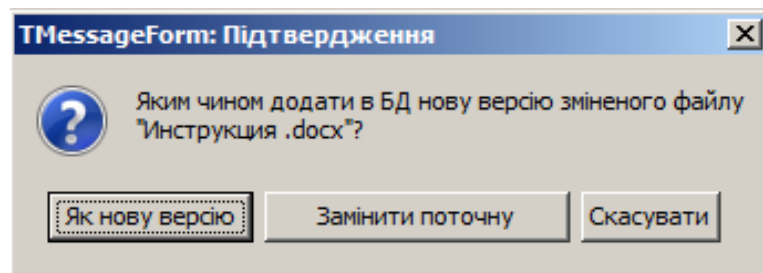 TMessageForm: Підтвердження
Яким чином додати в БД нову версію зміненого файлу
"Инструкция .docx"?
Як нову версію
Замінити поточну
Скасувати